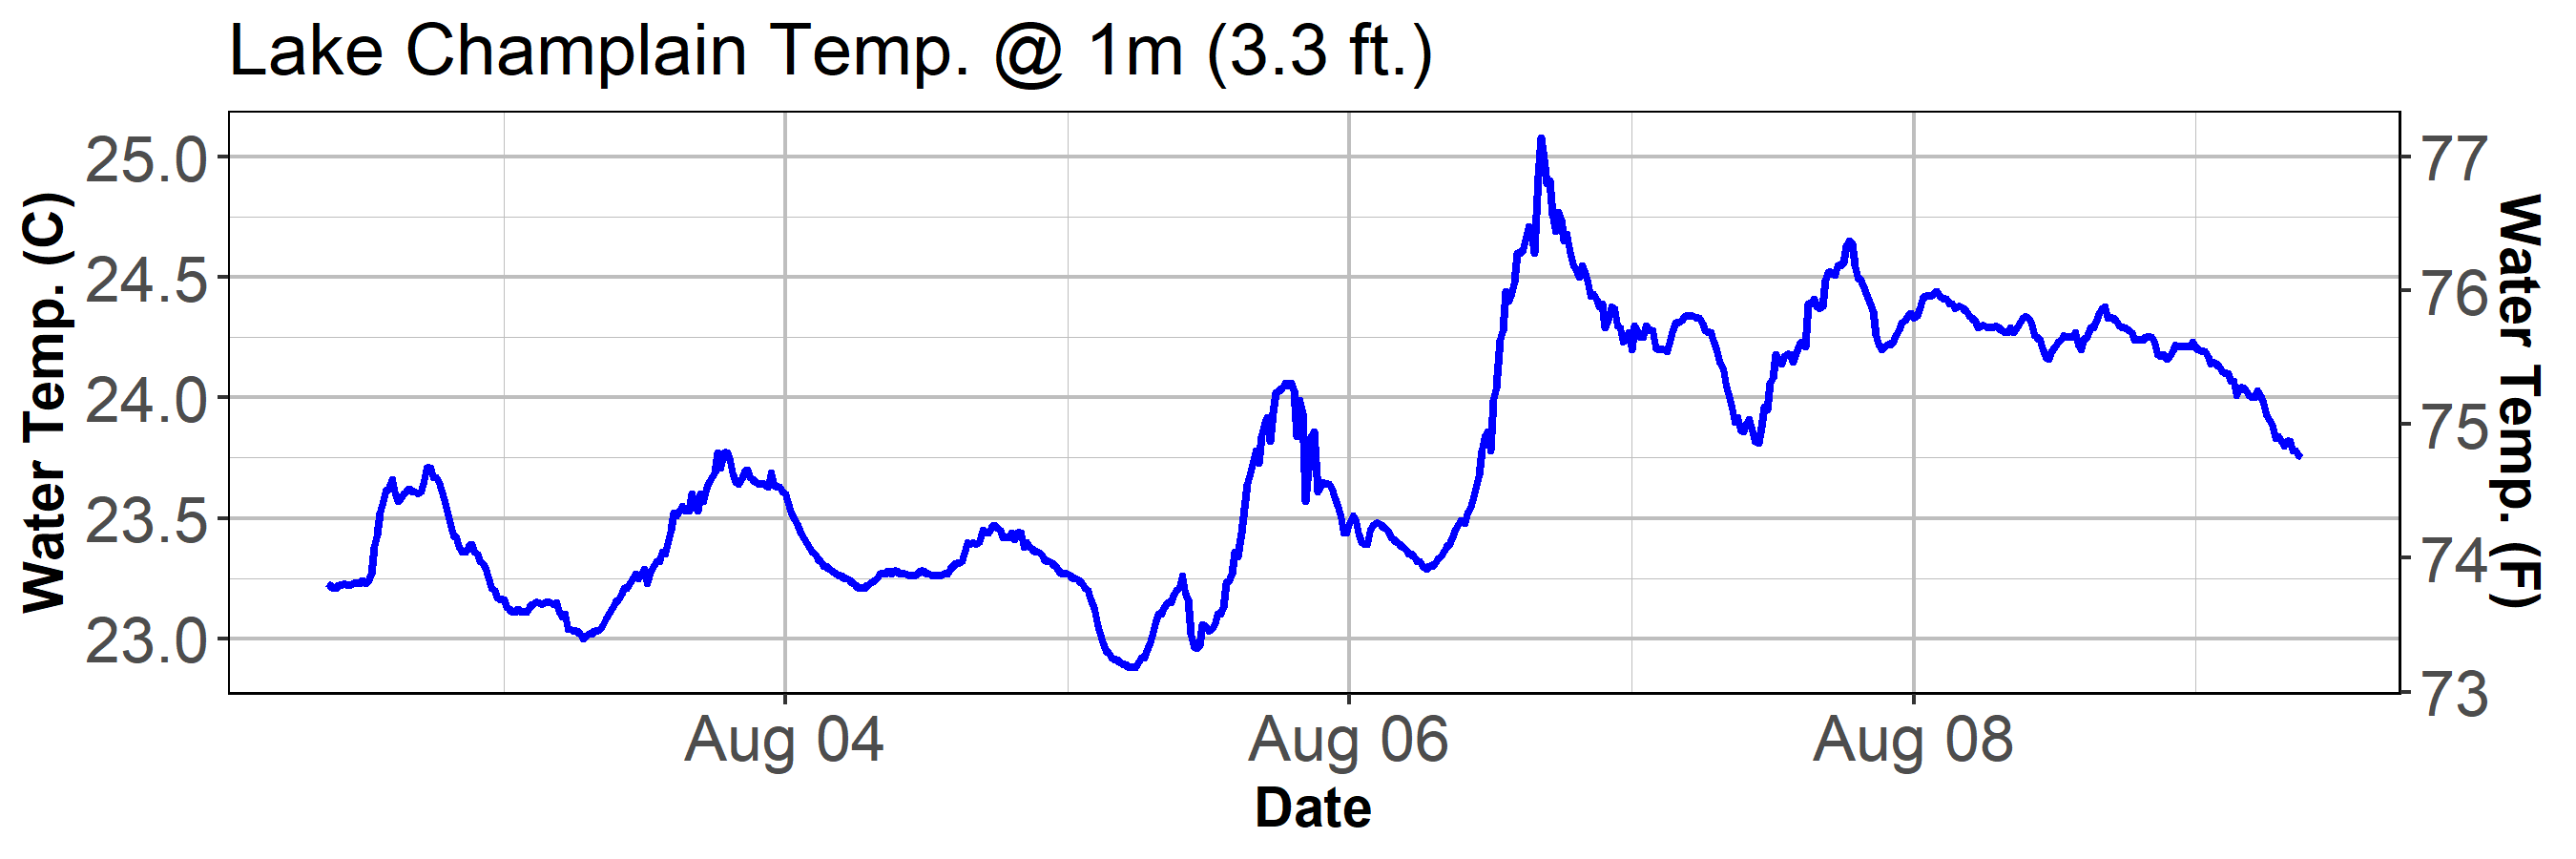 Lake Champlain Temp. @ 1m (3.3 ft.)
Water Temp. (C)
25.0
24.5
24.0
23.5
23.0
77
76
75
74
73
Water Temp. (F)
Aug 04
Aug 06
Aug 08
Date